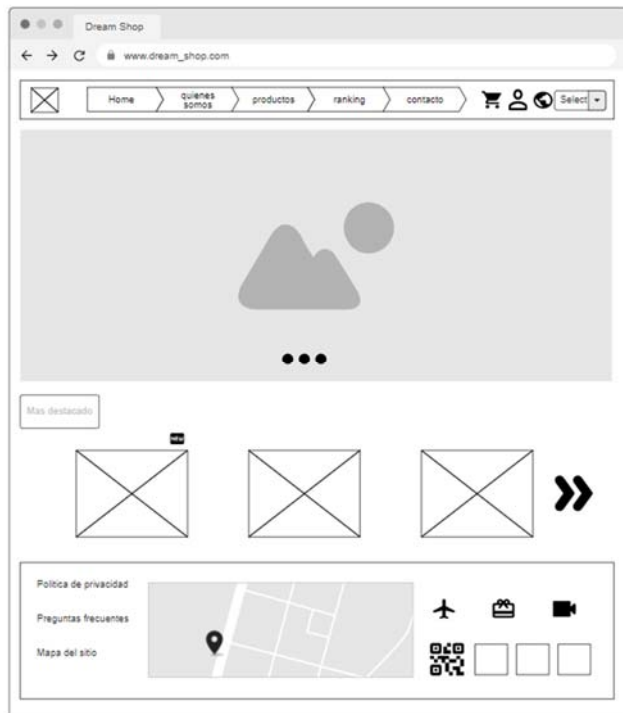 Dream Shop
www.dream_shop.com
Home
quienes
somos
productos
ranking
contacto
Select
Mas destacado
NEW
Politica de privacidad
Preguntas frecuentes
Mapa del sitio